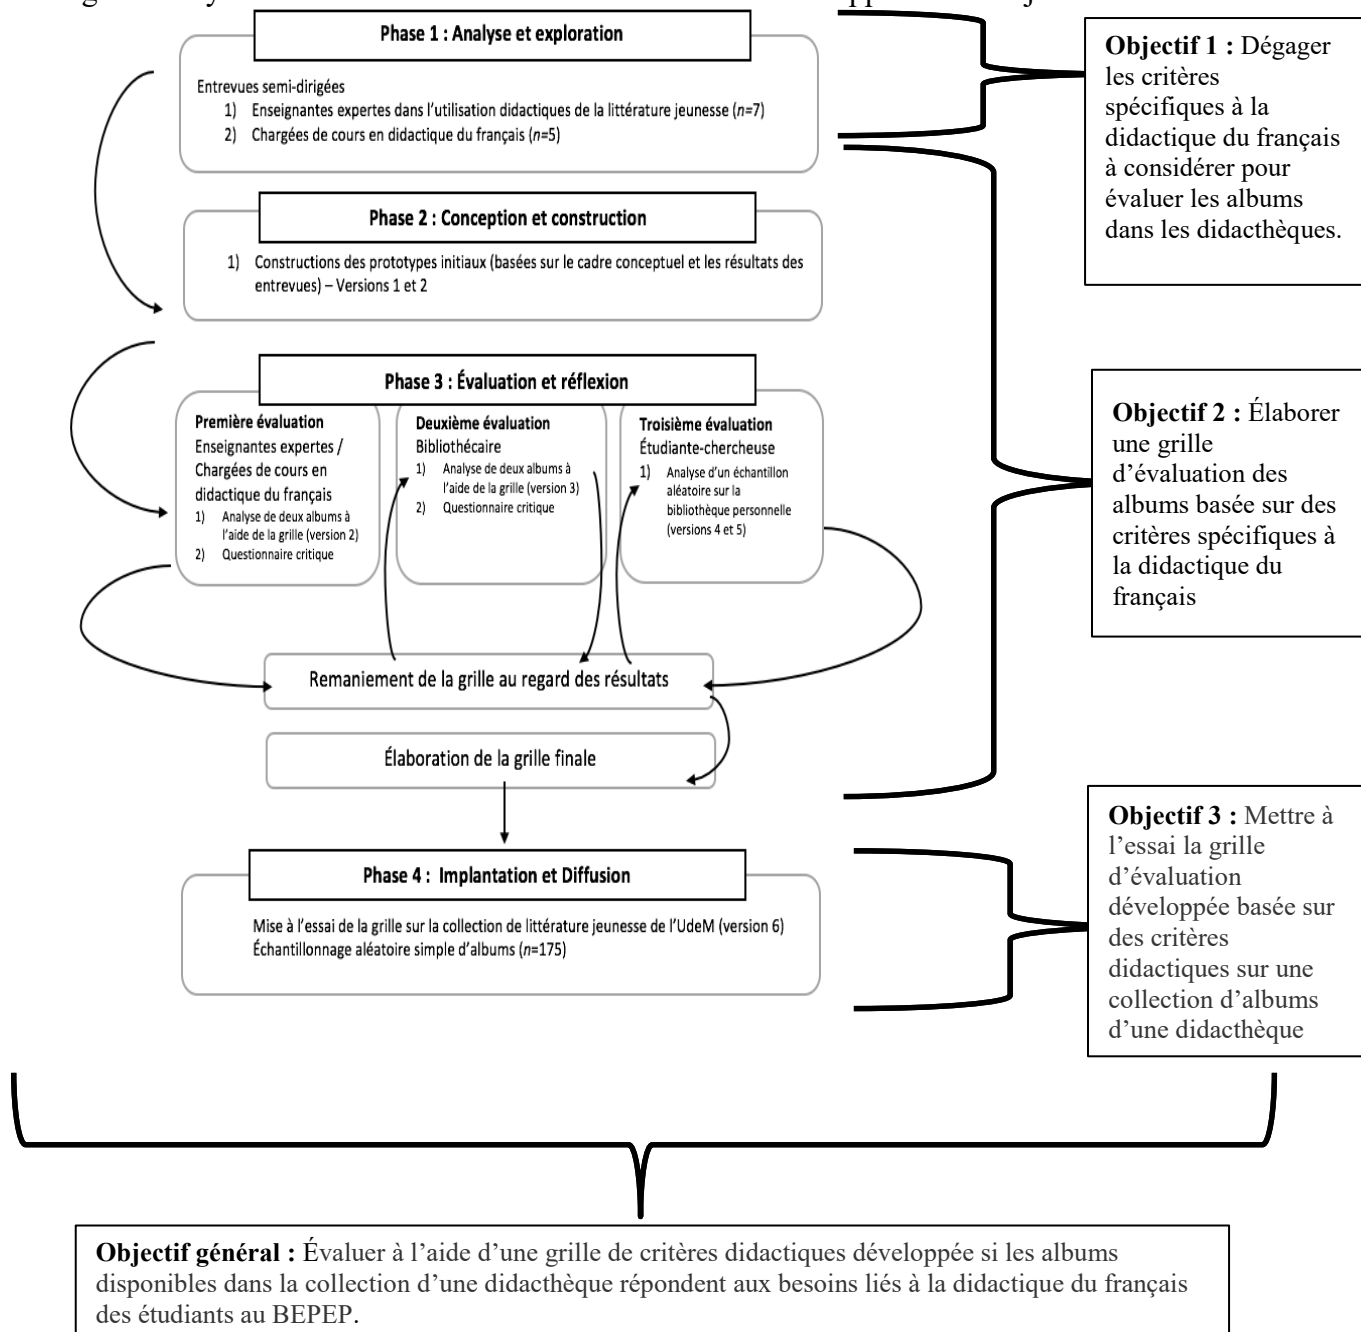 Phase 1 : Analyse et exploration
Entrevues semi-dirigées
1) Enseignantes expertes dans l'utilisation didactiques de la littérature jeunesse (n=7)
2) Chargées de cours en didactique du français (n=5)
Objectif 1 : Dégager
les critères
spécifiques à la
didactique du français
à considérer pour
évaluer les albums
dans les didacthèques.
Phase 2 : Conception et construction
1) Constructions des prototypes initiaux (basées sur le cadre conceptuel et les résultats des
entrevues) – Versions 1 et 2
Phase 3 : Évaluation et réflexion
Première évaluation
Enseignantes expertes /
Chargées de cours en
didactique du français
1) Analyse de deux albums à
l'aide de la grille (version 2)
2) Questionnaire critique
Deuxième évaluation
Bibliothécaire
1) Analyse de deux albums à
l'aide de la grille (version 3)
2) Questionnaire critique
Troisième évaluation
Étudiante-chercheuse
1) Analyse d'un échantillon
aléatoire sur la
bibliothèque personnelle
(versions 4 et 5)
Objectif 2 : Élaborer
une grille
d'évaluation des
albums basée sur des
critères spécifiques à
la didactique du
français
Remaniement de la grille au regard des résultats
Élaboration de la grille finale
Phase 4 : Implantation et Diffusion
Mise à l'essai de la grille sur la collection de littérature jeunesse de l'UdeM (version 6)
Échantillonnage aléatoire simple d'albums (n=175)
Objectif 3 : Mettre à
l'essai la grille
d'évaluation
développée basée sur
des critères
didactiques sur une
collection d'albums
d'une didacthèque
Objectif général : Évaluer à l'aide d'une grille de critères didactiques développée si les albums
disponibles dans la collection d'une didacthèque répondent aux besoins liés à la didactique du français
des étudiants au BEPEP.